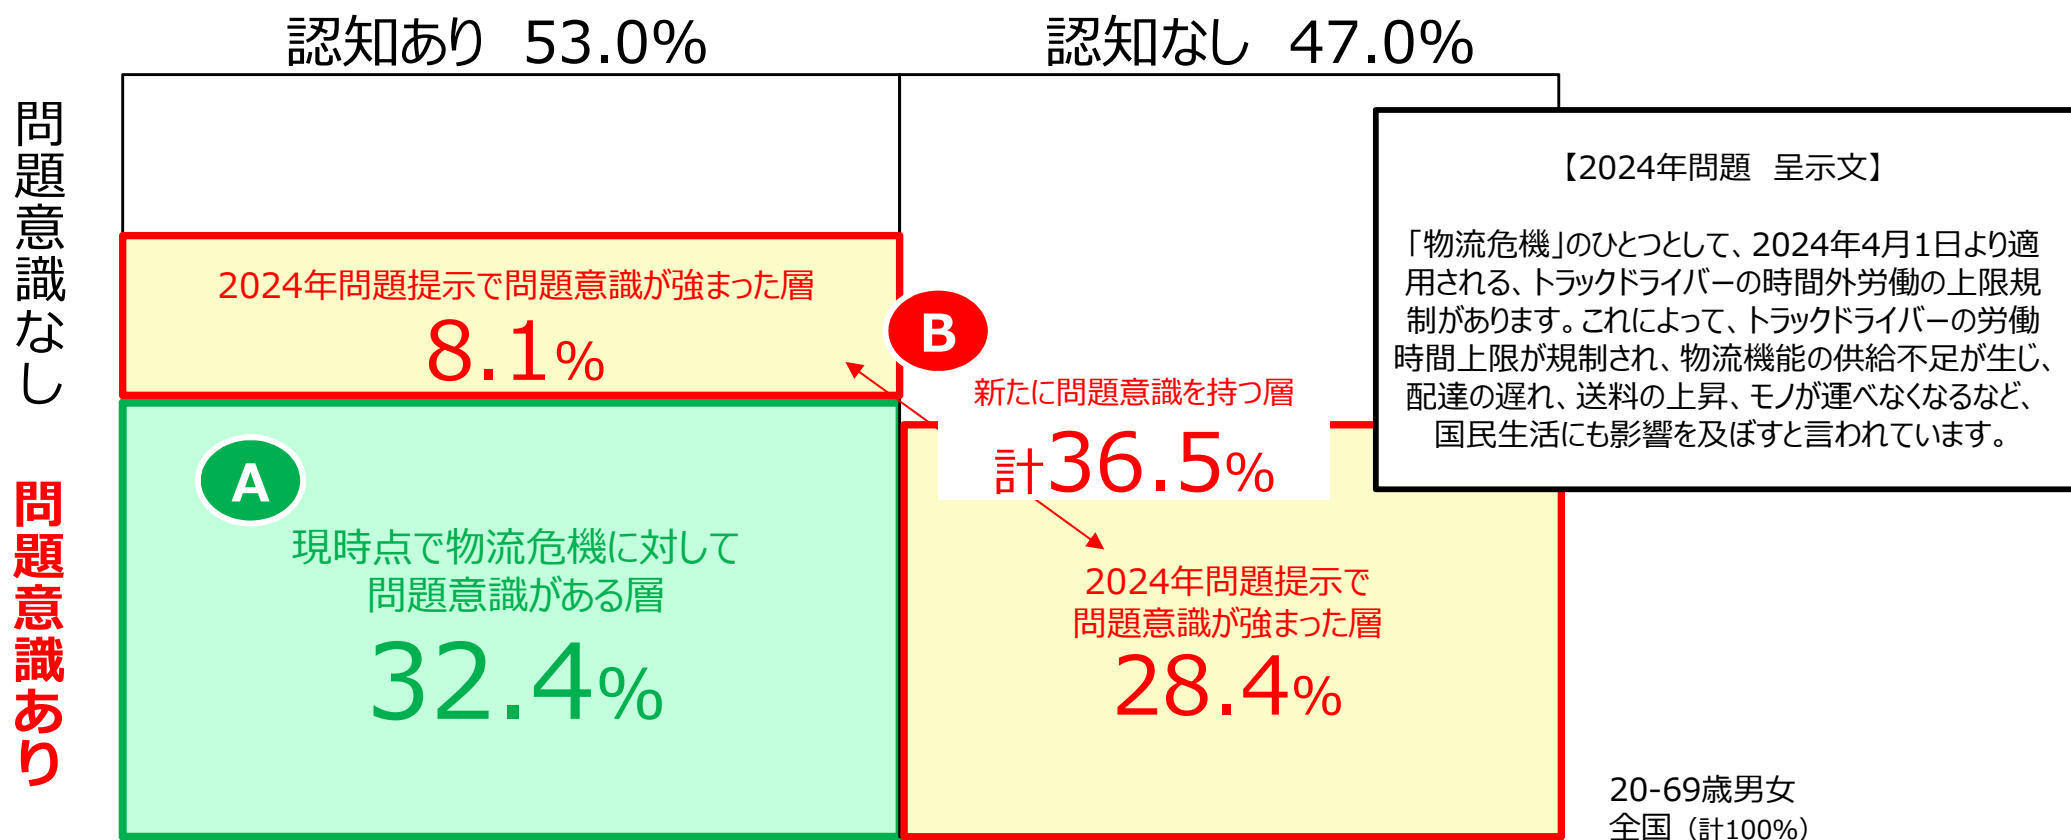 認知あり 53.0%
認知なし 47.0%
問題意識なし
問題意識あり
2024年問題提示で問題意識が強まった層
8.1%
B
新たに問題意識を持つ層
計36.5%
A
現時点で物流危機に対して
問題意識がある層
32.4%
2024年問題提示で
問題意識が強まった層
28.4%
【2024年問題 呈示文】
「物流危機」のひとつとして、2024年4月1日より適
用される、トラックドライバーの時間外労働の上限規
制があります。これによって、トラックドライバーの労働
時間上限が規制され、物流機能の供給不足が生じ、
配達の遅れ、送料の上昇、モノが運べなくなるなど、
国民生活にも影響を及ぼすと言われています。
20-69歳男女
全国（計100%）